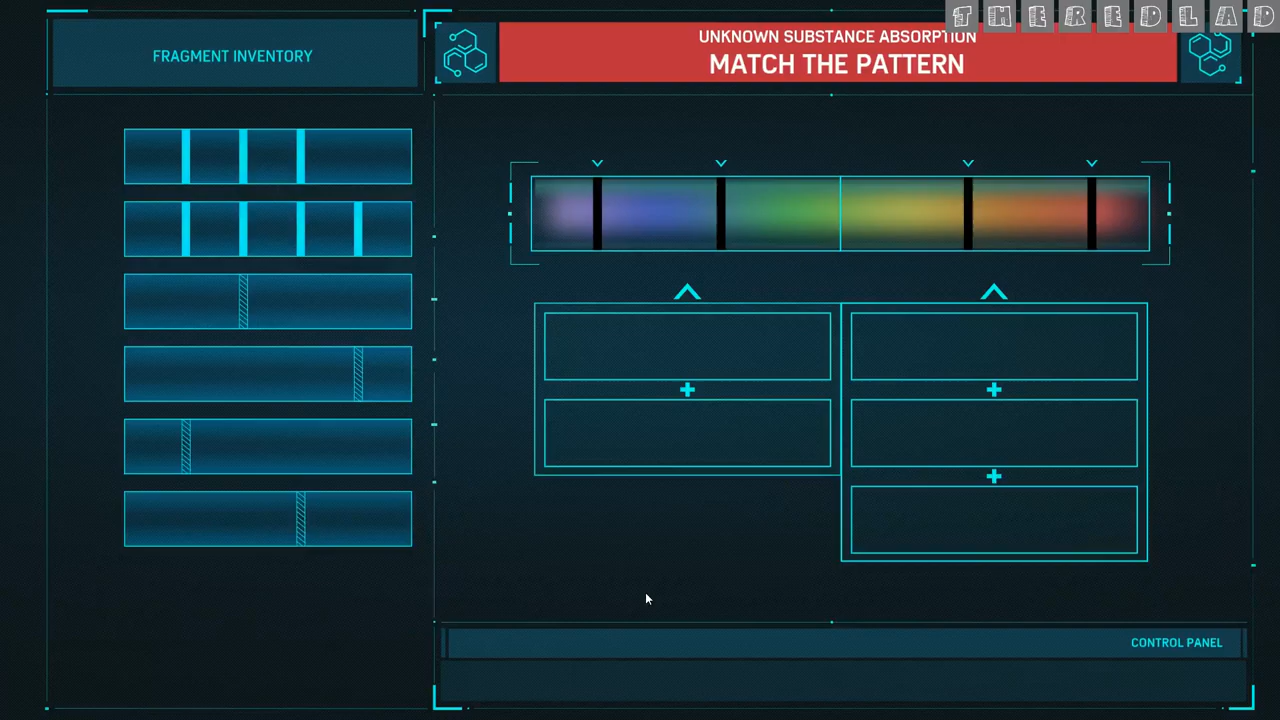 THEREDLAD
FRAGMENT INVENTORY
UNKNOWN SUBSTANCE ABSORPTION
MATCH THE PATTERN
CONTROL PANEL